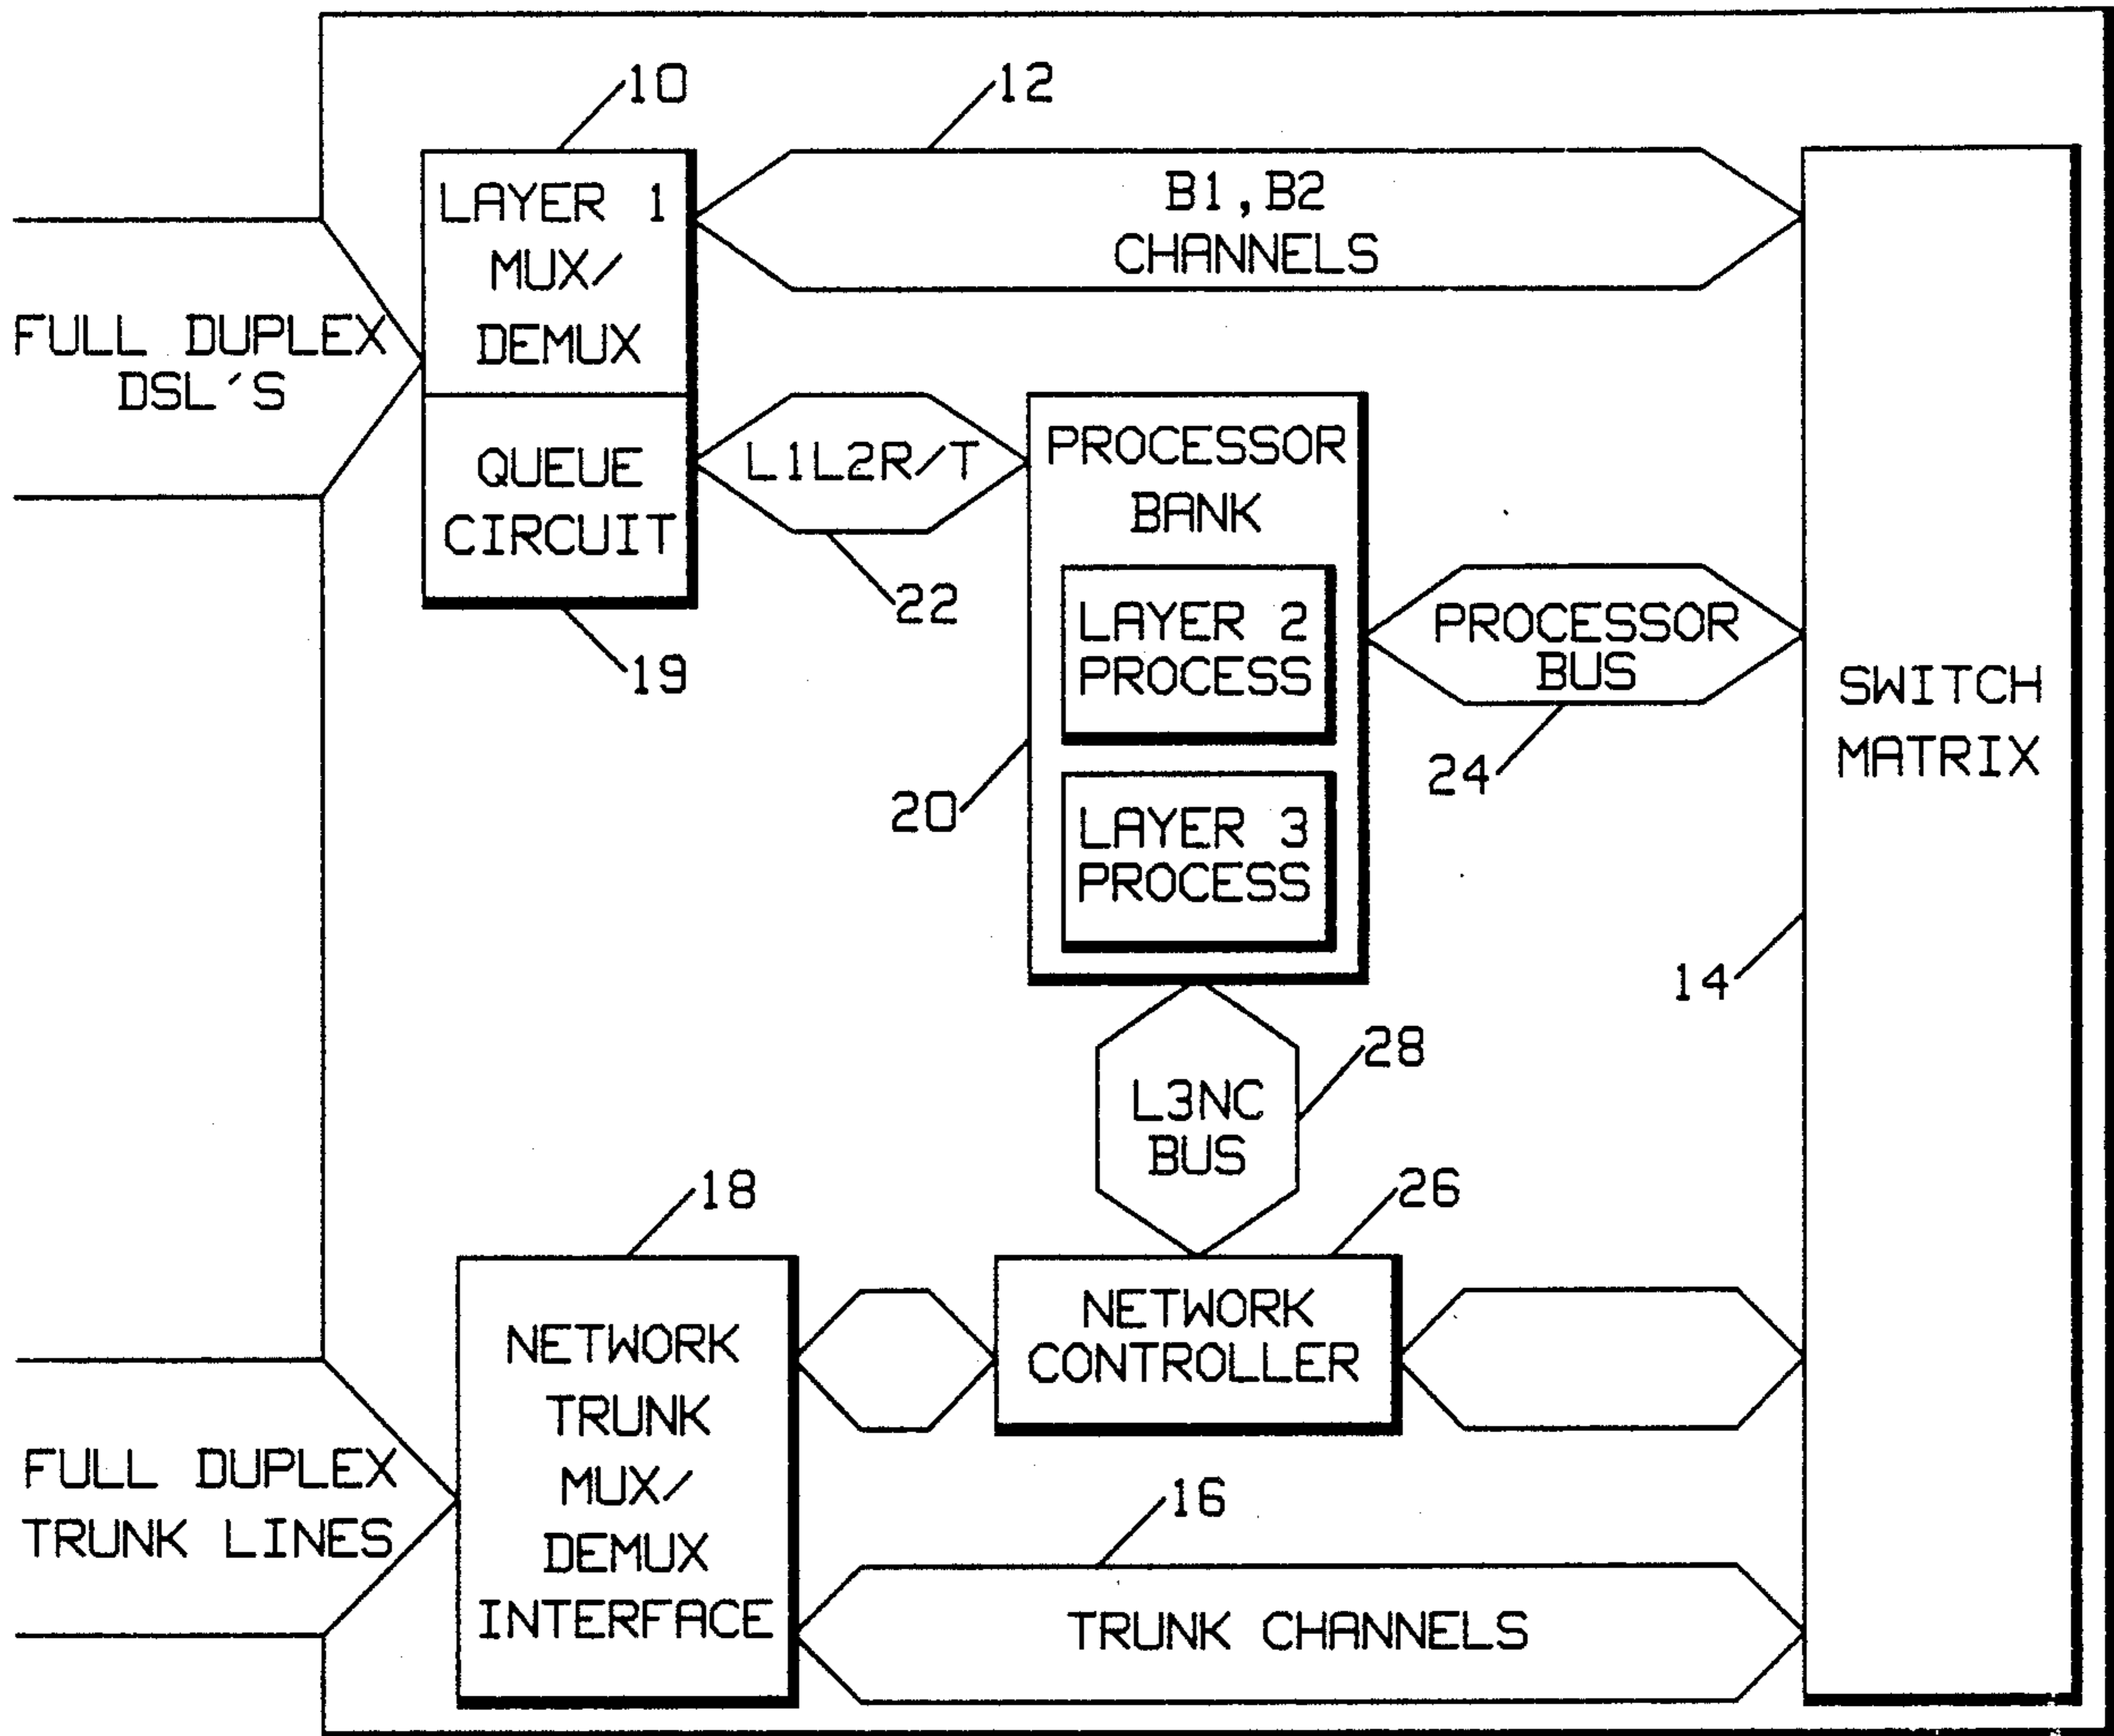 10
12
LAYER 1
MUX/
DEMUX
B1,B2
CHANNELS
FULL DUPLEX
DSL'S
QUEUE
CIRCUIT
L1L2R/T
PROCESSOR
BANK
22
19
LAYER 2
PROCESS
PROCESSOR
BUS
24
SWITCH
MATRIX
20
LAYER 3
PROCESS
14
28
L3NC
BUS
18
26
NETWORK
TRUNK
MUX/
DEMUX
INTERFACE
NETWORK
CONTROLLER
FULL DUPLEX
TRUNK LINES
16
TRUNK CHANNELS